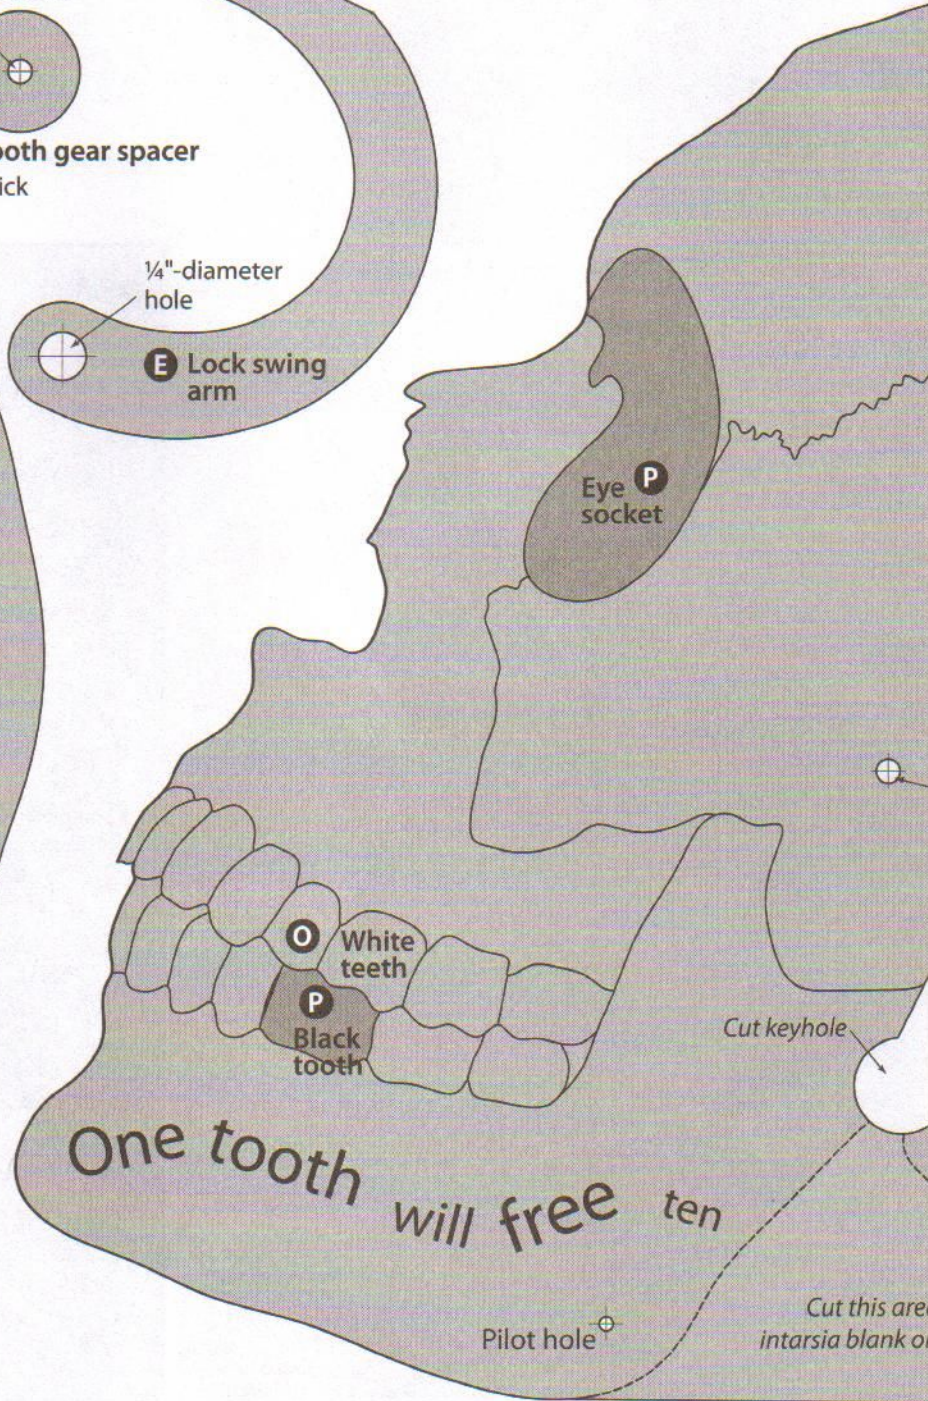 ooth gear spacer
ick
¼"-diameter
hole
E Lock swing
arm
Eye P
socket
O White
teeth
P
Black
tooth
Cut keyhole
One tooth will free ten
Cut this are
intarsia blank o
Pilot hole